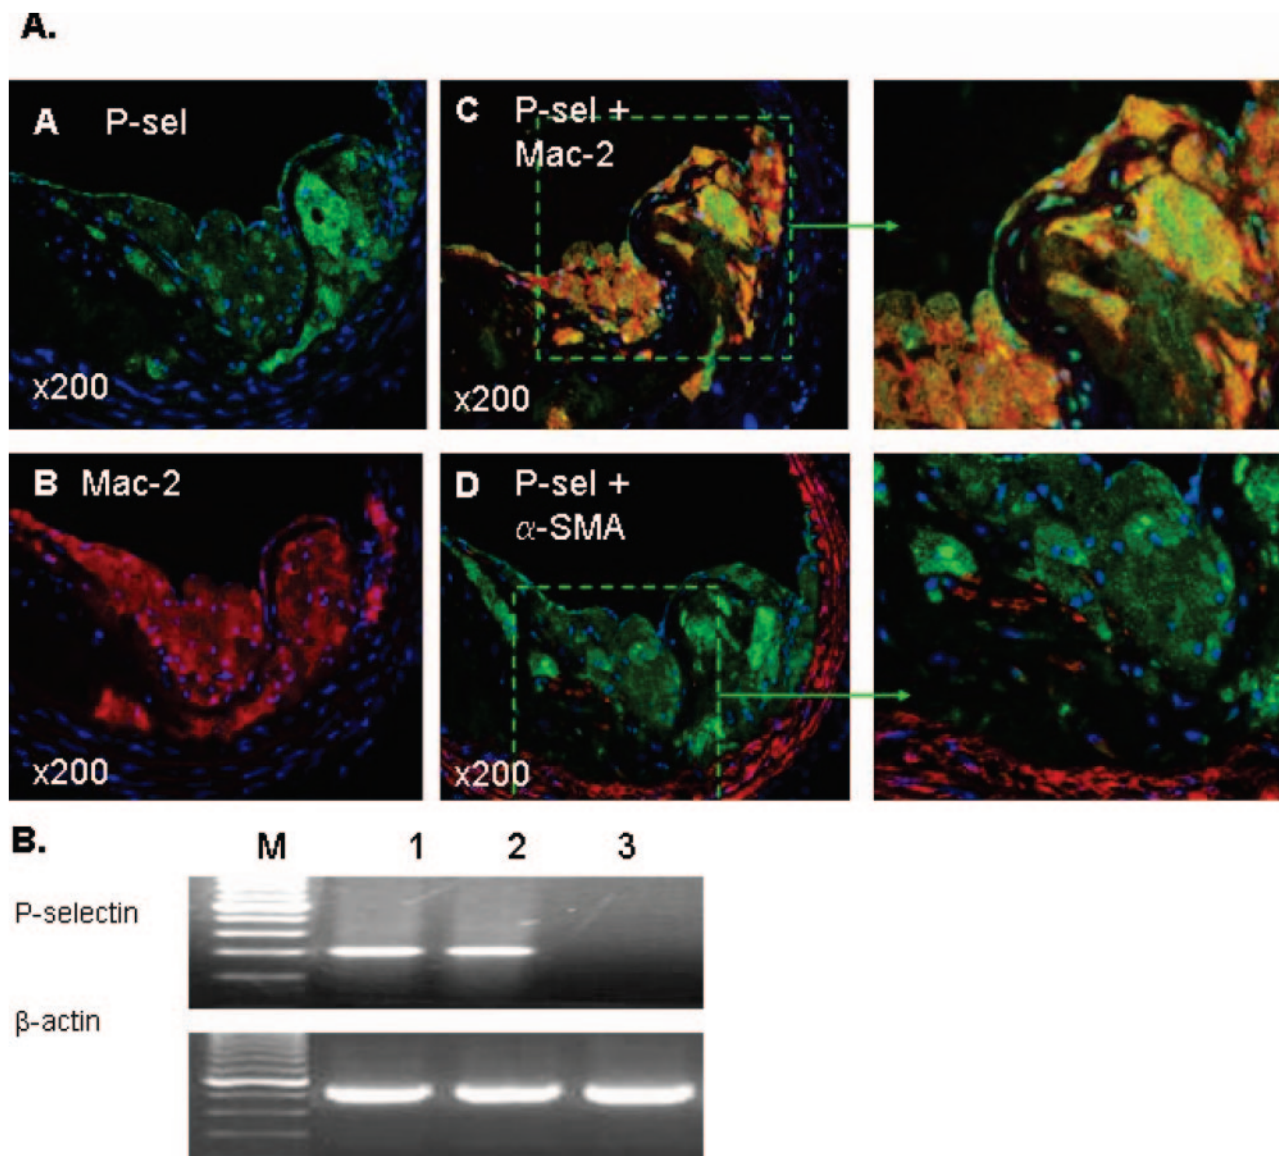 A.
A P-sel
x200
C P-sel +
Mac-2
x200
B Mac-2
x200
D P-sel +
α-SMA
x200
B.
M 1 2 3
P-selectin
β-actin